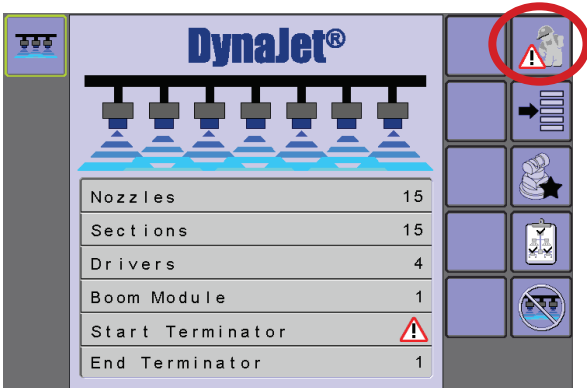 DynaJet®
Nozzles 15
Sections 15
Drivers 4
Boom Module 1
Start Terminator
End Terminator 1